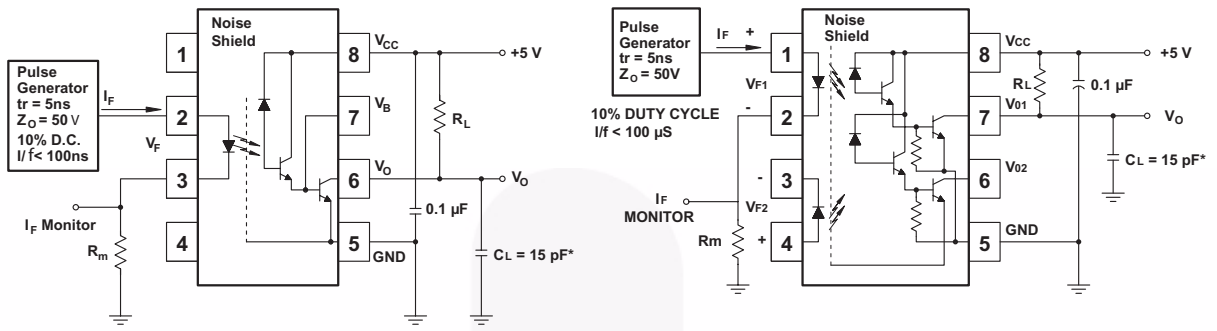 Noise
Shield
Pulse
Generator
tr = 5ns
ZO = 50 V
10% D.C.
I/ f< 100ns
IF
VF
IF Monitor
Rm
1
2
3
4
8
7
6
5
VCC
VB
VO
GND
+5 V
RL
VO
0.1 µF
CL = 15 pF*
Pulse
Generator
tr = 5ns
ZO = 50V
IF +
10% DUTY CYCLE
I/f < 100 µS
Noise
Shield
VF1
-
-
VF2
+
IF
MONITOR
Rm
1
2
3
4
8
7
6
5
VCC
V01
V02
GND
+5 V
RL
0.1 µF
VO
CL = 15 pF*